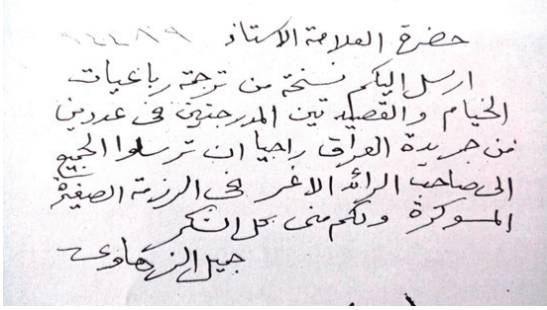 حضرة العلامة الاستاذ
ارسل اليكم نسخة من ترجمة رباعيات
الخيام والقصيدتين المدرجتين في عددين
من جريدة العراق راجيا ان ترسلوا الجميع
الى صاحب الرائد الاغر في الرزمة الصغيرة
المسوكرة ولكم مني كل الشكر
جميل الزهاوي